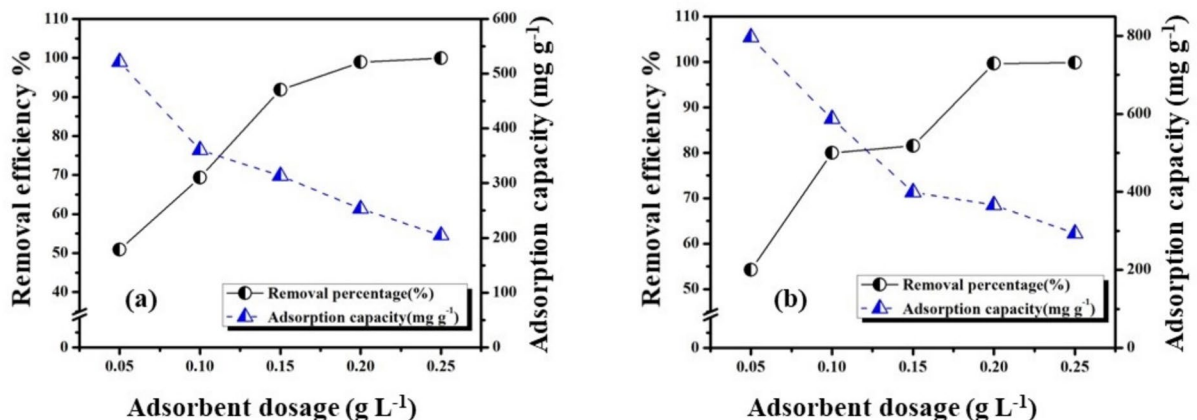 110
100
90
80
70
60
50
40
0
Removal efficiency %
600
500
400
300
200
100
0
Adsorption capacity (mg g⁻¹)
(a)
Removal percentage(%)
Adsorption capacity(mg g⁻¹)
0.05 0.10 0.15 0.20 0.25
Adsorbent dosage (g L⁻¹)
110
100
90
80
70
60
50
0
Removal efficiency %
800
600
400
200
0
Adsorption capacity (mg g⁻¹)
(b)
Removal percentage(%)
Adsorption capacity(mg g⁻¹)
0.05 0.10 0.15 0.20 0.25
Adsorbent dosage (g L⁻¹)